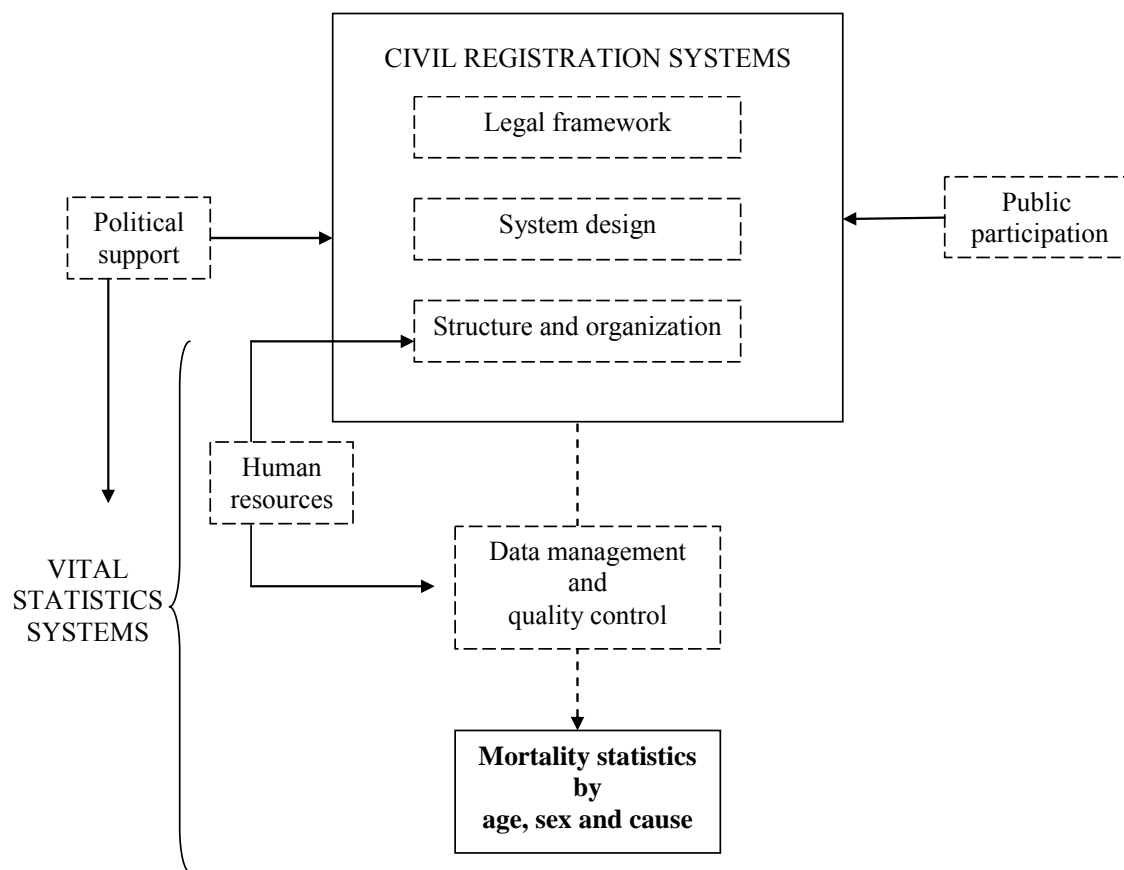 CIVIL REGISTRATION SYSTEMS
Legal framework
Political
support
System design
Public
participation
Structure and organization
Human
resources
VITAL
STATISTICS
SYSTEMS
Data management
and
quality control
Mortality statistics
by
age, sex and cause